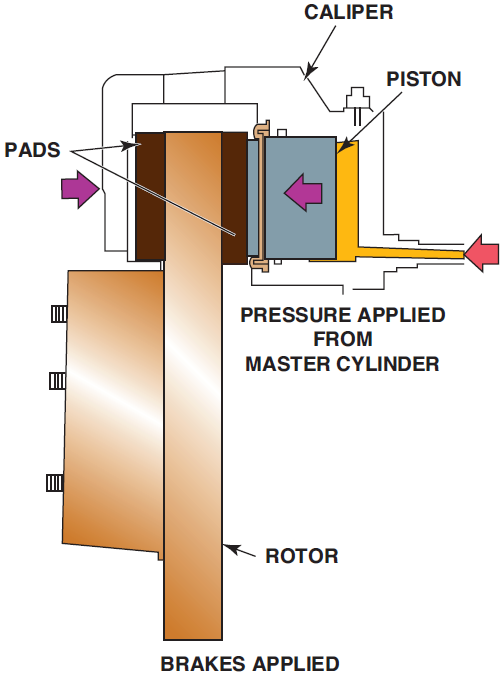 CALIPER
PISTON
PADS
PRESSURE APPLIED
FROM
MASTER CYLINDER
ROTOR
BRAKES APPLIED